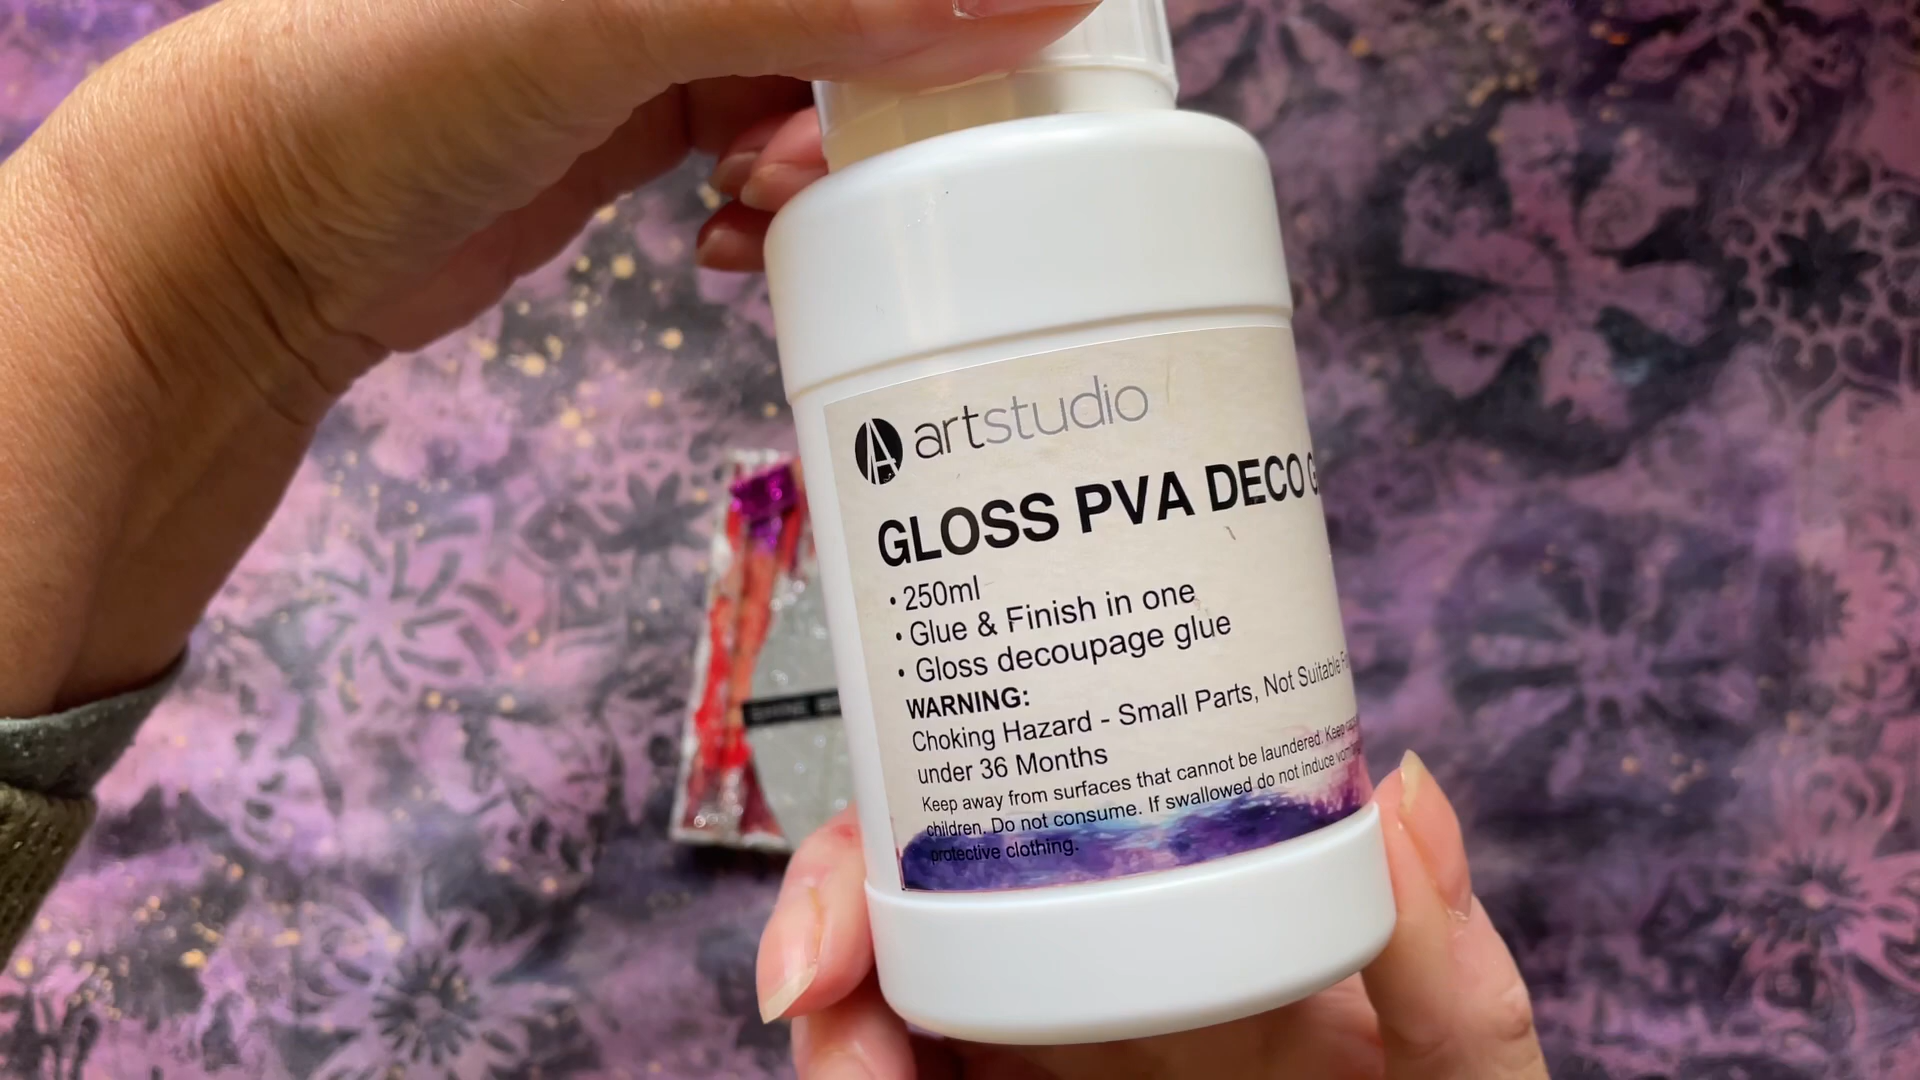 artstudio
GLOSS PVA DECO G
• 250ml
• Glue & Finish in one
• Gloss decoupage glue
WARNING:
Choking Hazard - Small Parts, Not Suitable
under 36 Months
Keep away from surfaces that cannot be laundered. Keep
children. Do not consume. If swallowed do not induce
protective clothing.
SHINE